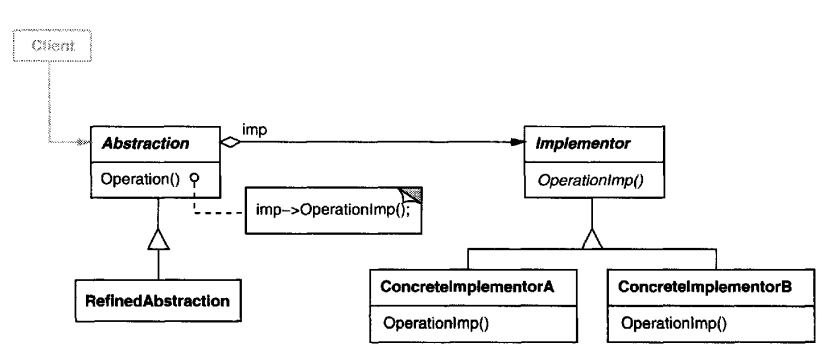 Client
imp
Abstraction
Implementor
Operation()
OperationImp()
imp->OperationImp();
RefinedAbstraction
ConcreteImplementorA
ConcreteImplementorB
OperationImp()
OperationImp()